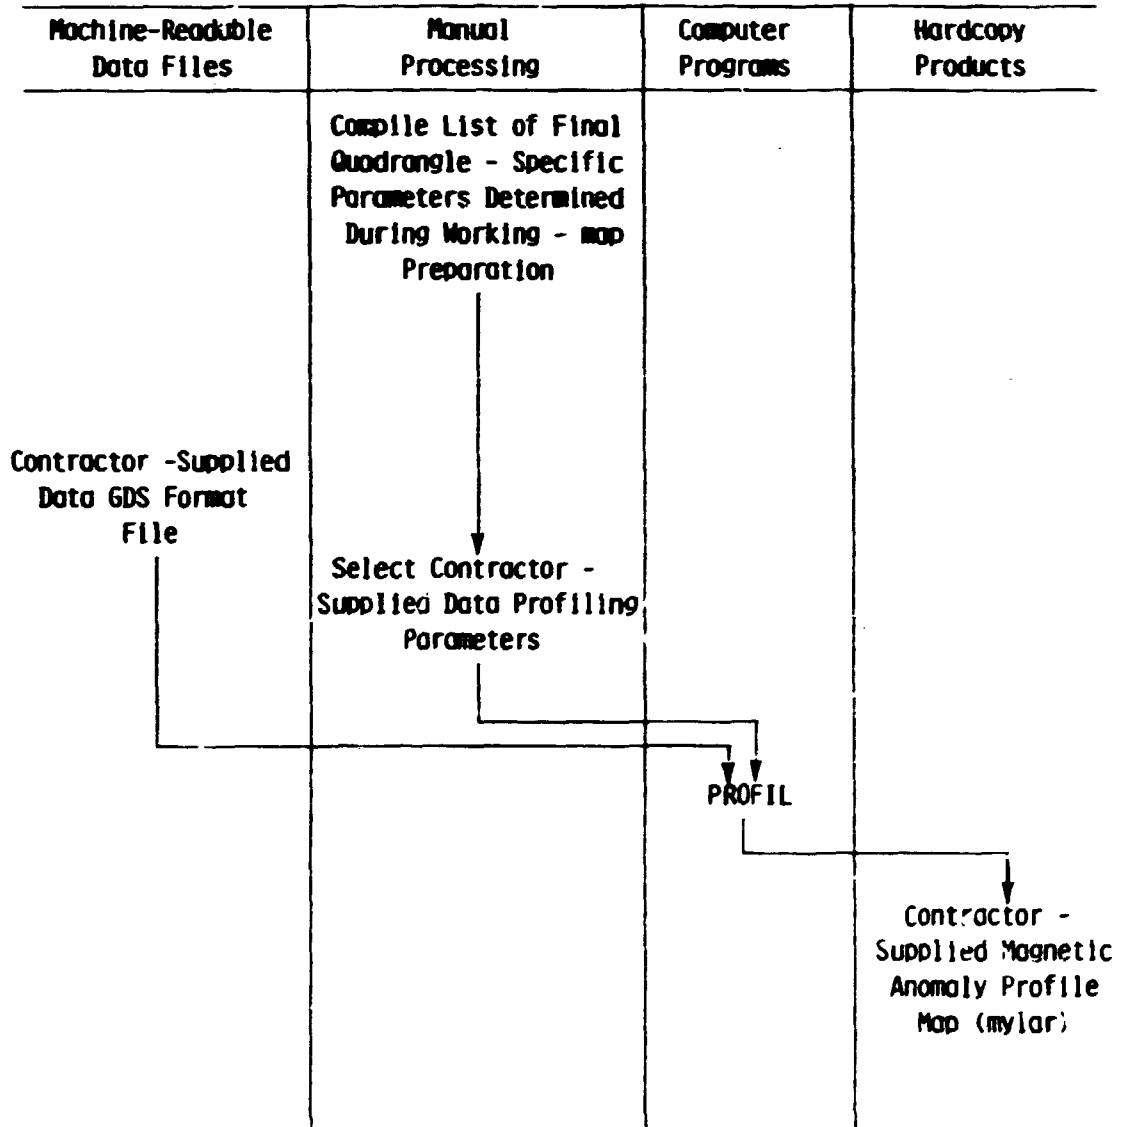 Machine-Readable
Data Files
Manual
Processing
Computer
Programs
Hardcopy
Products
Compile List of Final
Quadrangle - Specific
Parameters Determined
During Working - map
Preparation
Contractor -Supplied
Data GDS Format
File
Select Contractor -
Supplied Data Profiling
Parameters
PROFIL
Contractor -
Supplied Magnetic
Anomaly Profile
Map (mylar)